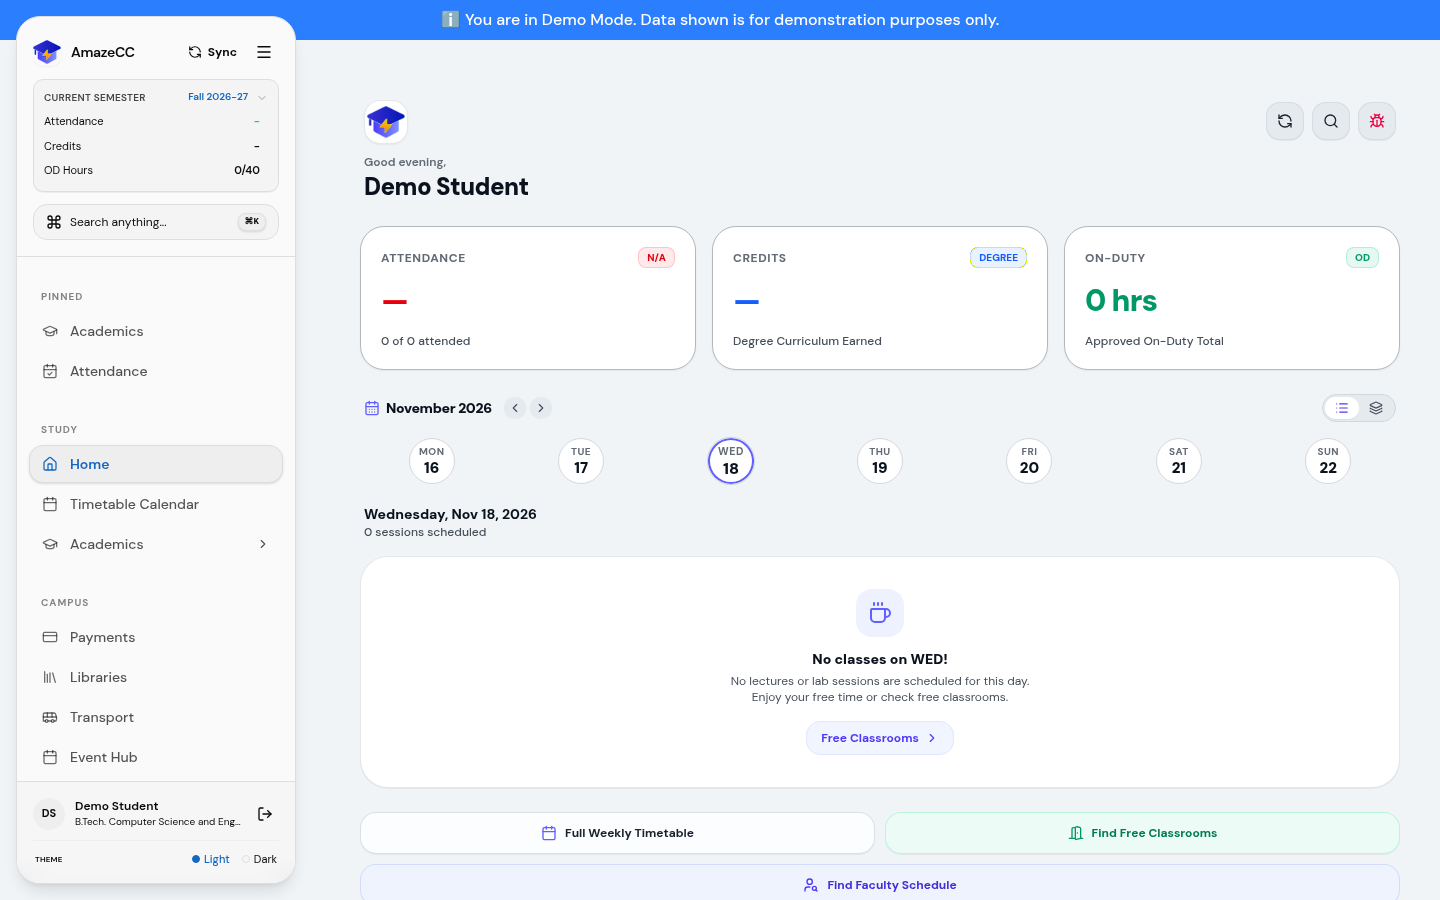 ℹ️ You are in Demo Mode. Data shown is for demonstration purposes only.
AmazeCC
Sync
CURRENT SEMESTER
Fall 2026-27
Attendance
-
Credits
-
OD Hours
0/40
Search anything...
⌘K
PINNED
Academics
Attendance
STUDY
Home
Timetable Calendar
Academics
CAMPUS
Payments
Libraries
Transport
Event Hub
DS
Demo Student
B.Tech. Computer Science and Eng...
THEME
Light
Dark
Good evening,
Demo Student
ATTENDANCE
N/A
—
0 of 0 attended
CREDITS
DEGREE
—
Degree Curriculum Earned
ON-DUTY
OD
0 hrs
Approved On-Duty Total
November 2026
MON
16
TUE
17
WED
18
THU
19
FRI
20
SAT
21
SUN
22
Wednesday, Nov 18, 2026
0 sessions scheduled
No classes on WED!
No lectures or lab sessions are scheduled for this day.
Enjoy your free time or check free classrooms.
Free Classrooms
Full Weekly Timetable
Find Free Classrooms
Find Faculty Schedule